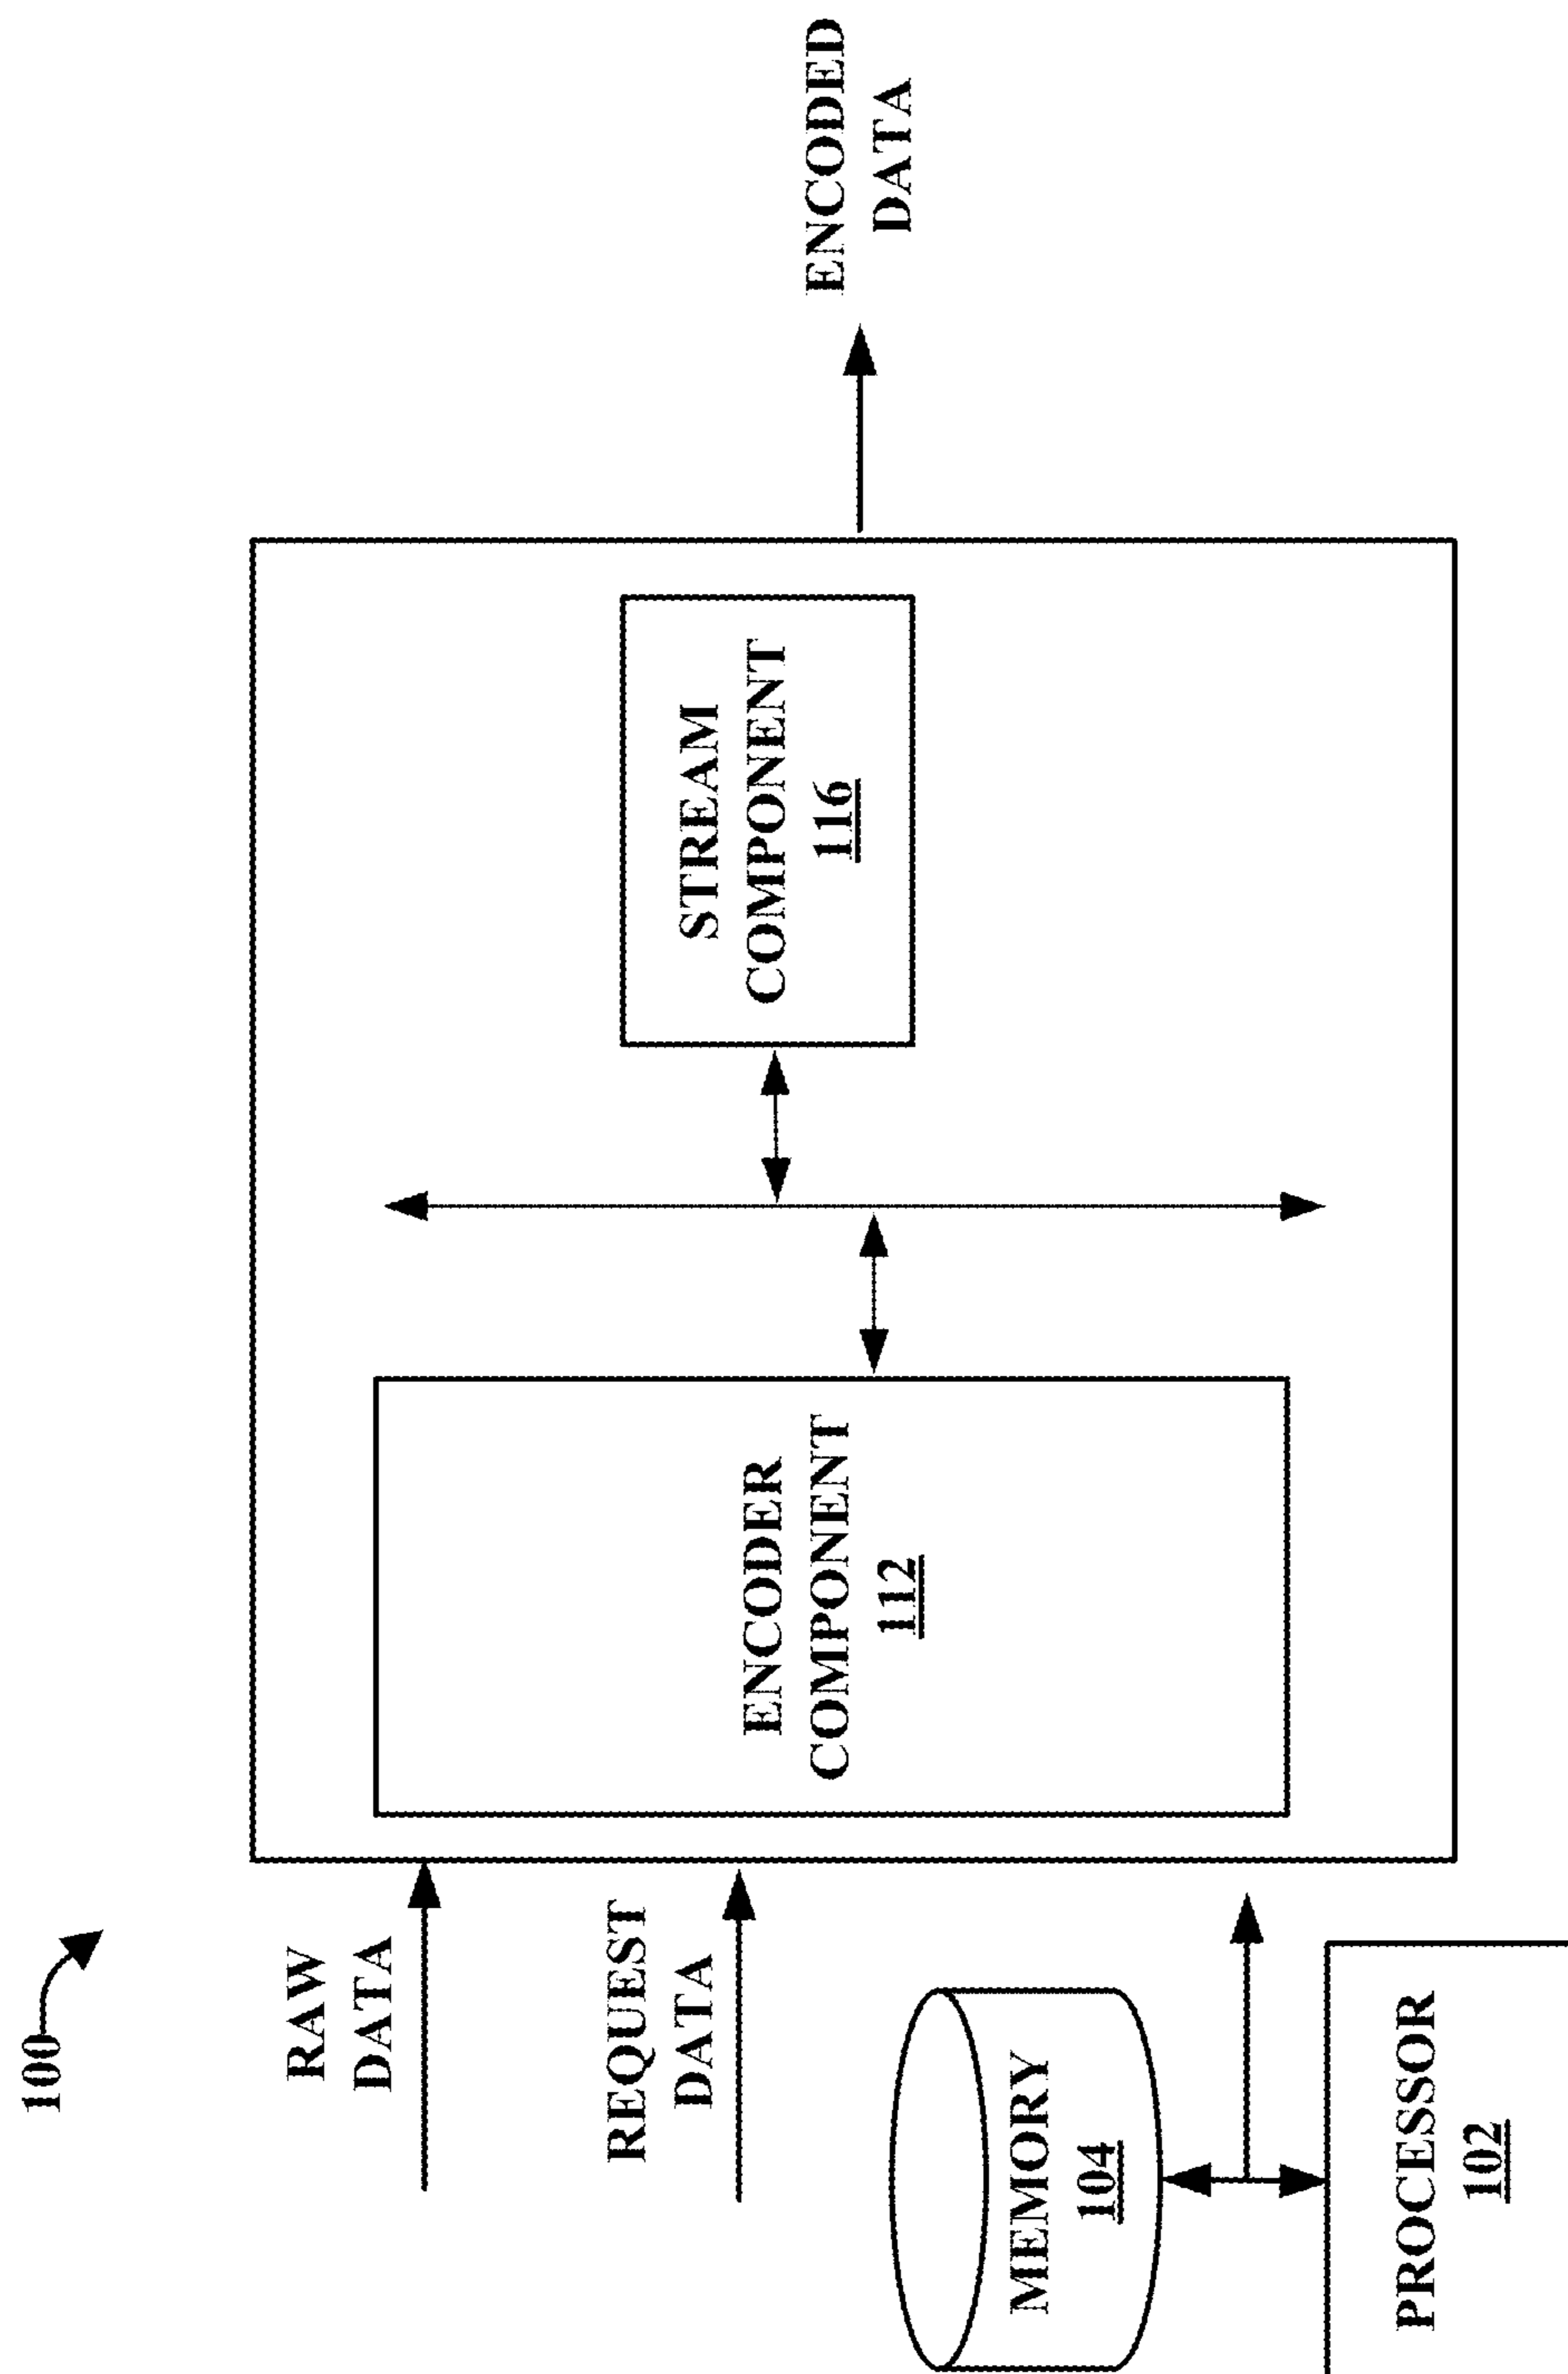 100
RAW
DATA
REQUEST
DATA
MEMORY
104
PROCESSOR
102
ENCODER
COMPONENT
112
STREAM
COMPONENT
116
ENCODED
DATA